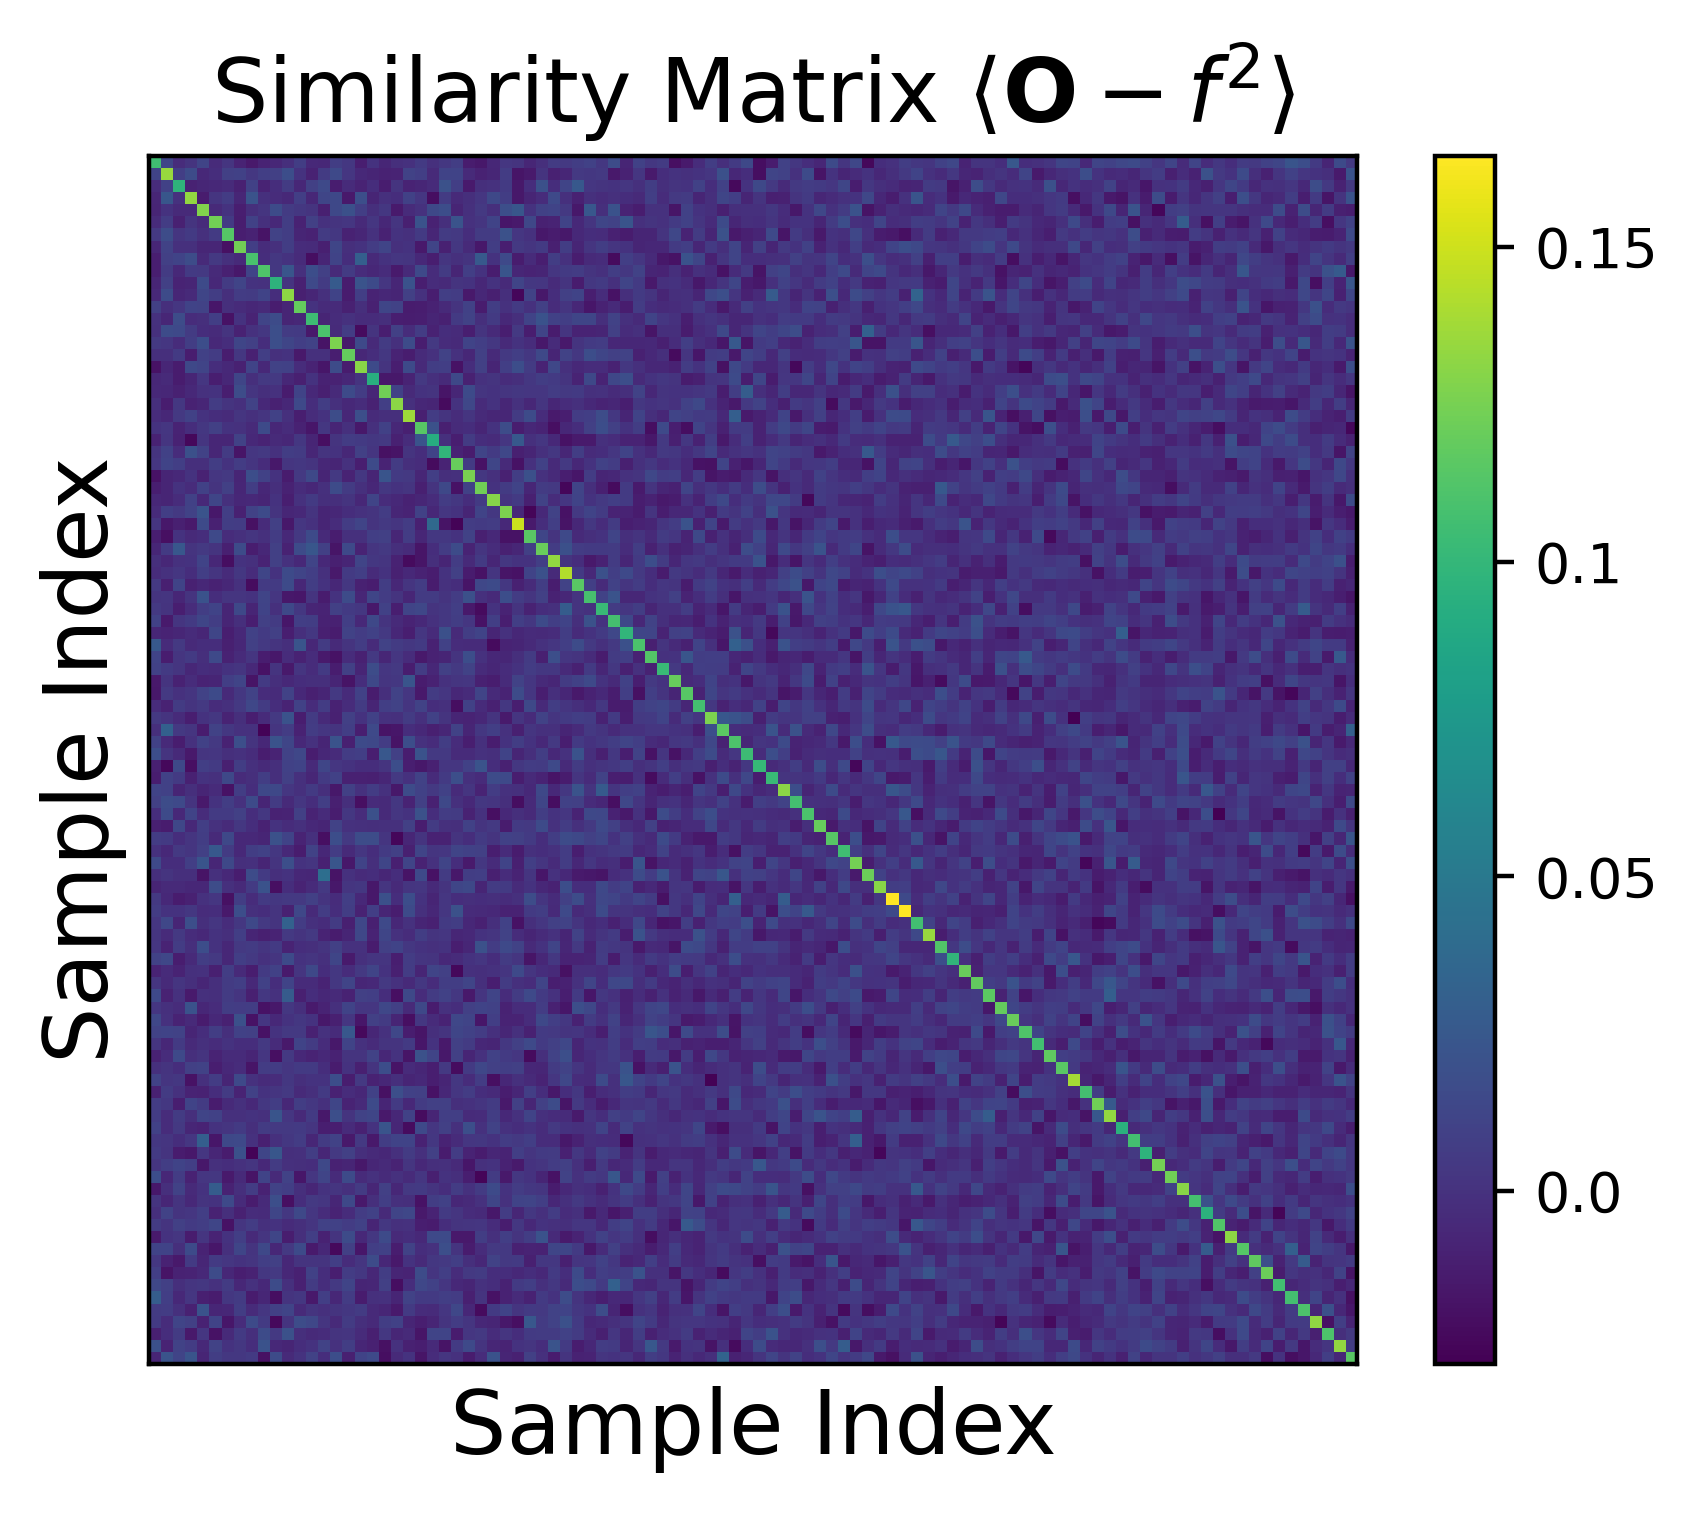 Similarity Matrix ⟨𝐎 − f²⟩
0.15
0.1
0.05
0.0
Sample Index
Sample Index